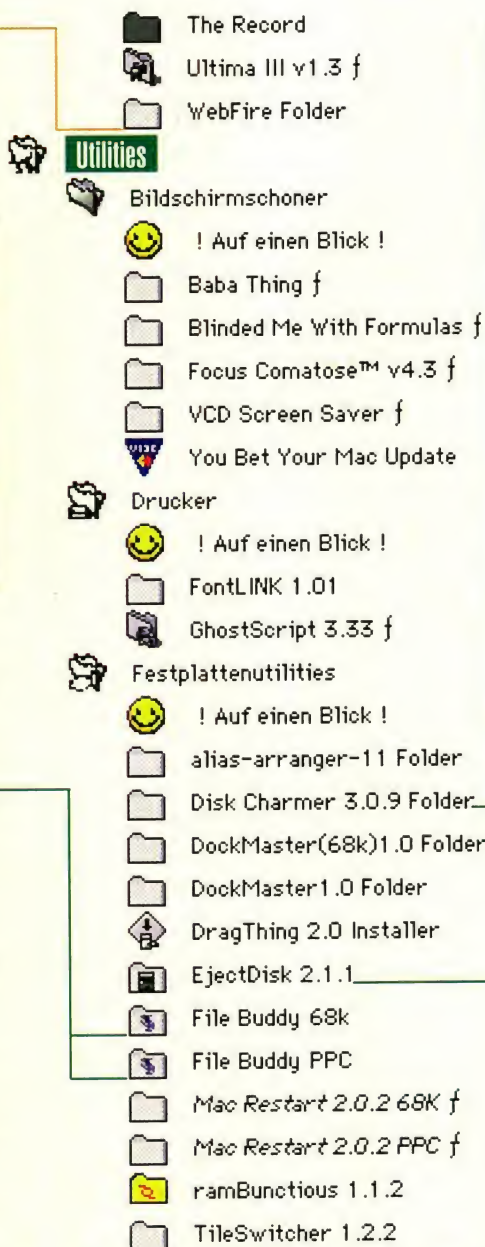 The Record
Ultima III v1.3 ƒ
WebFire Folder
Utilities
Bildschirmschoner
! Auf einen Blick !
Baba Thing ƒ
Blinded Me With Formulas ƒ
Focus Comatose™ v4.3 ƒ
VCD Screen Saver ƒ
You Bet Your Mac Update
Drucker
! Auf einen Blick !
FontLINK 1.01
GhostScript 3.33 ƒ
Festplattenutilities
! Auf einen Blick !
alias-arranger-11 Folder
Disk Charmer 3.0.9 Folder
DockMaster(68k)1.0 Folder
DockMaster1.0 Folder
DragThing 2.0 Installer
EjectDisk 2.1.1
File Buddy 68k
File Buddy PPC
Mac Restart 2.0.2 68K ƒ
Mac Restart 2.0.2 PPC ƒ
ramBunctious 1.1.2
TileSwitcher 1.2.2